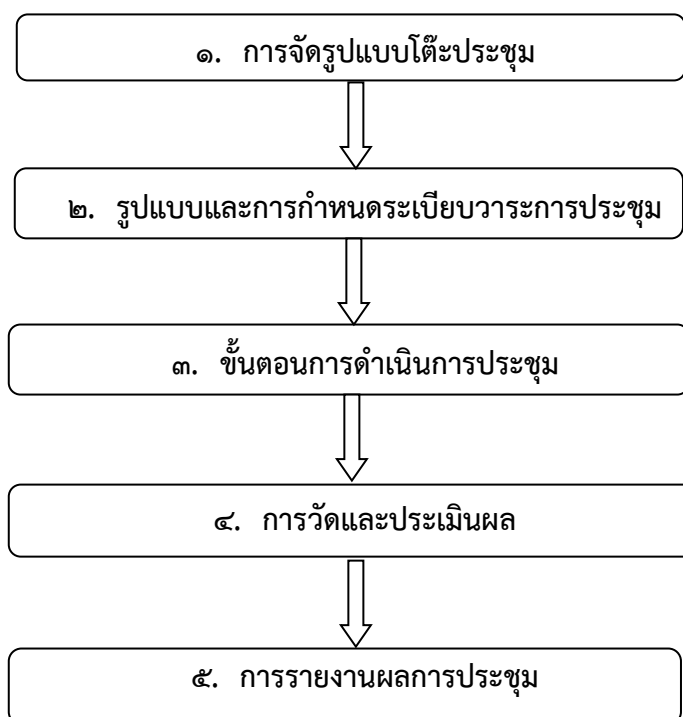 ๑. การจัดรูปแบบโต๊ะประชุม
๒. รูปแบบและการกำหนดระเบียบวาระการประชุม
๓. ขั้นตอนการดำเนินการประชุม
๔. การวัดและประเมินผล
๕. การรายงานผลการประชุม